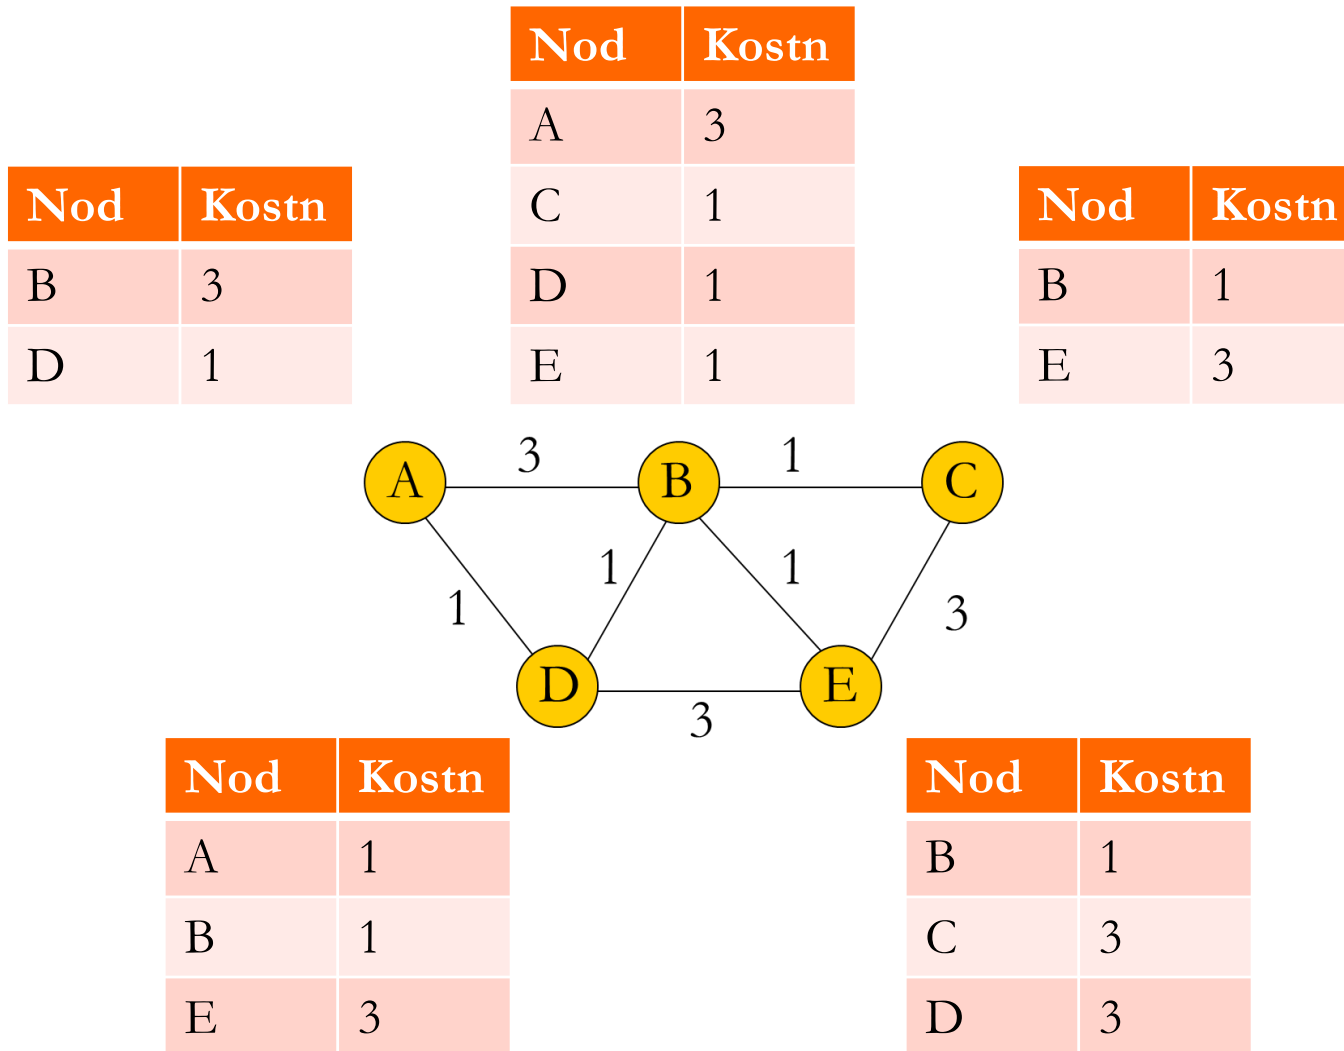 Nod Kostn
A 3
C 1
D 1
E 1
Nod Kostn
B 3
D 1
Nod Kostn
B 1
E 3
A 3 B 1 C
1 1 1 3
D 3 E
Nod Kostn
A 1
B 1
E 3
Nod Kostn
B 1
C 3
D 3